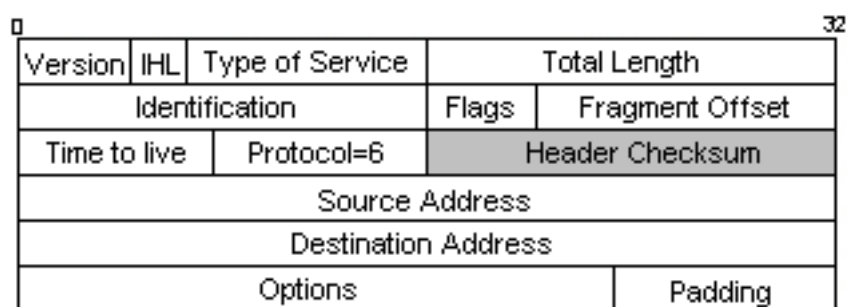 0 32
Version IHL Type of Service Total Length
Identification Flags Fragment Offset
Time to live Protocol=6 Header Checksum
Source Address
Destination Address
Options Padding